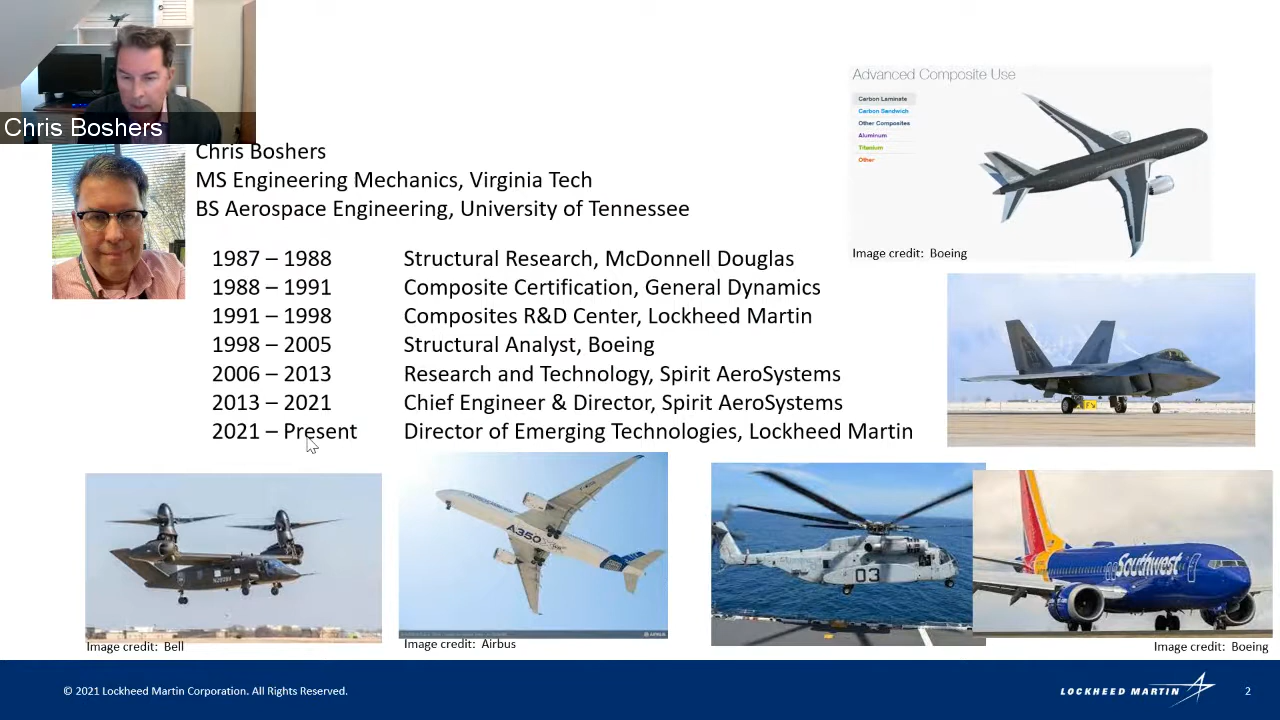 Chris Boshers
Chris Boshers
MS Engineering Mechanics, Virginia Tech
BS Aerospace Engineering, University of Tennessee
1987 – 1988 Structural Research, McDonnell Douglas
1988 – 1991 Composite Certification, General Dynamics
1991 – 1998 Composites R&D Center, Lockheed Martin
1998 – 2005 Structural Analyst, Boeing
2006 – 2013 Research and Technology, Spirit AeroSystems
2013 – 2021 Chief Engineer & Director, Spirit AeroSystems
2021 – Present Director of Emerging Technologies, Lockheed Martin
Advanced Composite Use
Carbon Laminate
Carbon Sandwich
Other Composites
Aluminum
Titanium
Other
Image credit: Boeing
A350
03
Southwest
Image credit: Bell
Image credit: Airbus
Image credit: Boeing
© 2021 Lockheed Martin Corporation. All Rights Reserved.
LOCKHEED MARTIN
2